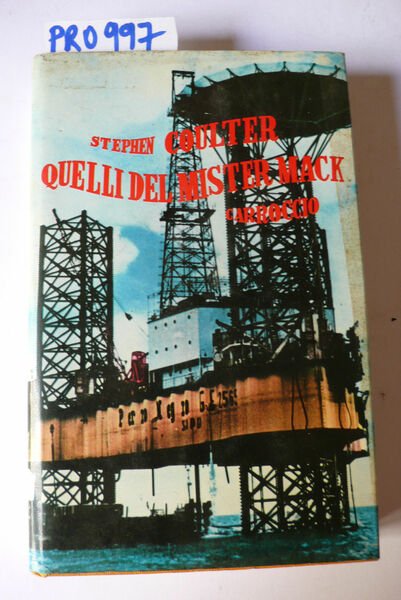 PRO 997
STEPHEN COULTER
QUELLI DEL MISTER MACK
CARROCCIO